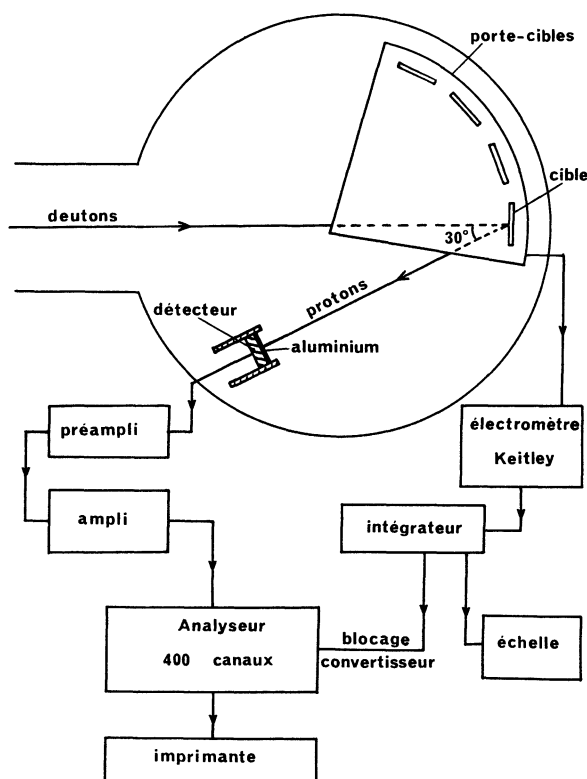 porte-cibles
cible
deutons
30°
protons
détecteur
aluminium
préampli
électromètre
Keitley
ampli
intégrateur
Analyseur
400 canaux
blocage
convertisseur
échelle
imprimante